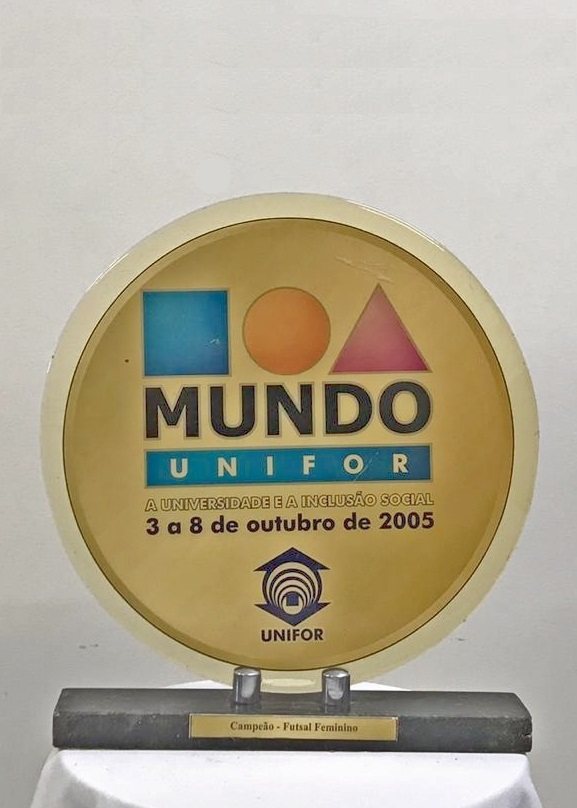 MUNDO
UNIFOR
A UNIVERSIDADE E A INCLUSÃO SOCIAL
3 a 8 de outubro de 2005
UNIFOR
Campeão - Futsal Feminino